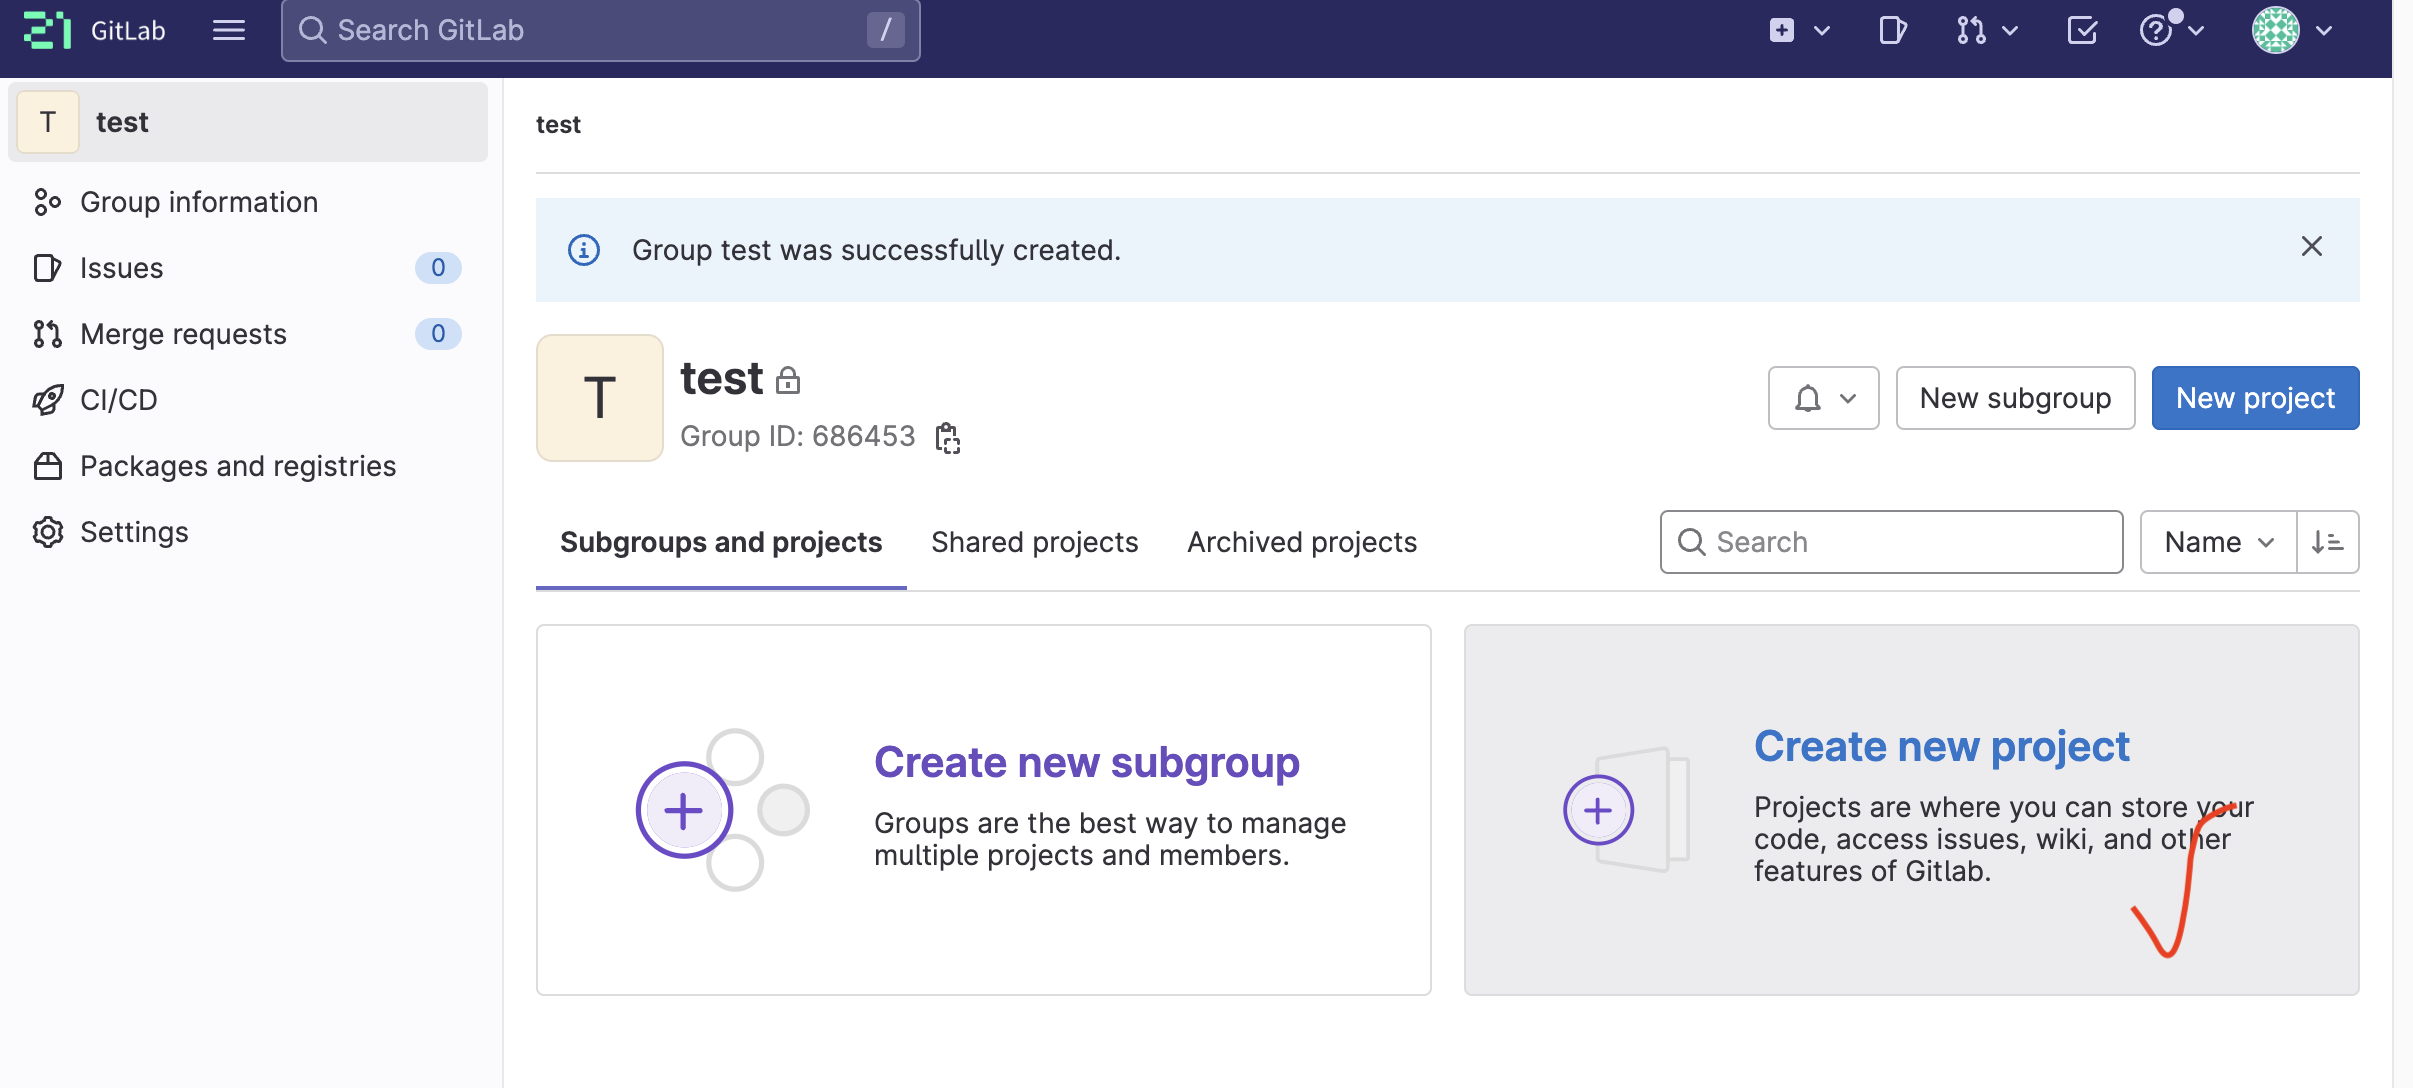 21 GitLab
Search GitLab
/
T
test
Group information
Issues
0
Merge requests
0
CI/CD
Packages and registries
Settings
test
Group test was successfully created.
T
test
Group ID: 686453
New subgroup
New project
Subgroups and projects
Shared projects
Archived projects
Search
Name
Create new subgroup
Groups are the best way to manage
multiple projects and members.
Create new project
Projects are where you can store your
code, access issues, wiki, and other
features of Gitlab.